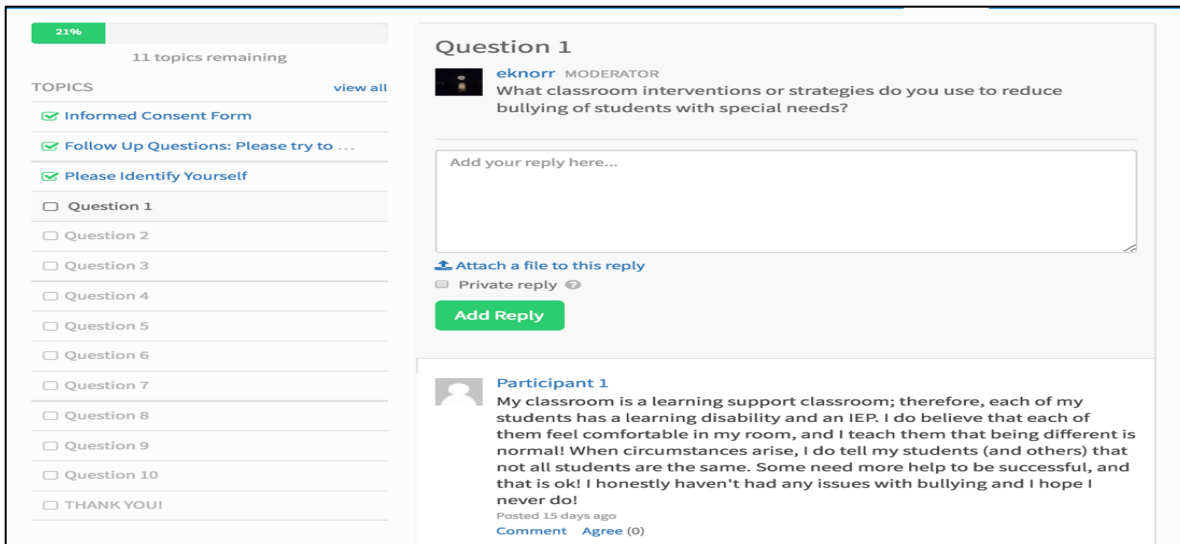 21%
11 topics remaining
TOPICS view all
Informed Consent Form
Follow Up Questions: Please try to ...
Please Identify Yourself
Question 1
Question 2
Question 3
Question 4
Question 5
Question 6
Question 7
Question 8
Question 9
Question 10
THANK YOU!
Question 1
eknorr MODERATOR
What classroom interventions or strategies do you use to reduce
bullying of students with special needs?
Add your reply here...
Attach a file to this reply
Private reply ?
Add Reply
Participant 1
My classroom is a learning support classroom; therefore, each of my
students has a learning disability and an IEP. I do believe that each of
them feel comfortable in my room, and I teach them that being different is
normal! When circumstances arise, I do tell my students (and others) that
not all students are the same. Some need more help to be successful, and
that is ok! I honestly haven't had any issues with bullying and I hope I
never do!
Posted 15 days ago
Comment Agree (0)